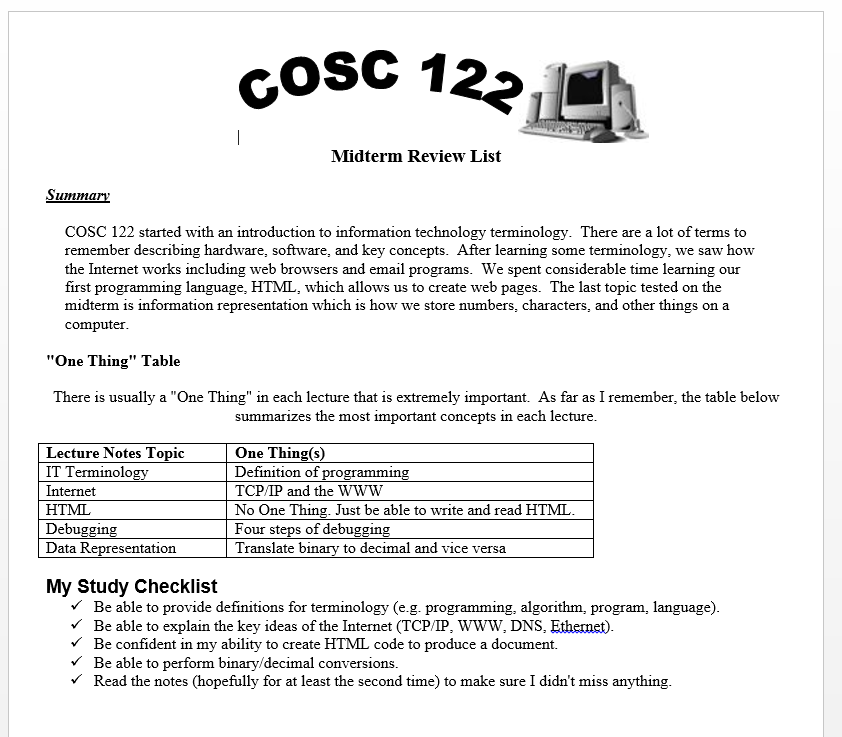 COSC 122
Midterm Review List
Summary
COSC 122 started with an introduction to information technology terminology. There are a lot of terms to
remember describing hardware, software, and key concepts. After learning some terminology, we saw how
the Internet works including web browsers and email programs. We spent considerable time learning our
first programming language, HTML, which allows us to create web pages. The last topic tested on the
midterm is information representation which is how we store numbers, characters, and other things on a
computer.
"One Thing" Table
There is usually a "One Thing" in each lecture that is extremely important. As far as I remember, the table below
summarizes the most important concepts in each lecture.
Lecture Notes Topic One Thing(s)
IT Terminology Definition of programming
Internet TCP/IP and the WWW
HTML No One Thing. Just be able to write and read HTML.
Debugging Four steps of debugging
Data Representation Translate binary to decimal and vice versa
My Study Checklist
✓ Be able to provide definitions for terminology (e.g. programming, algorithm, program, language).
✓ Be able to explain the key ideas of the Internet (TCP/IP, WWW, DNS, Ethernet).
✓ Be confident in my ability to create HTML code to produce a document.
✓ Be able to perform binary/decimal conversions.
✓ Read the notes (hopefully for at least the second time) to make sure I didn't miss anything.